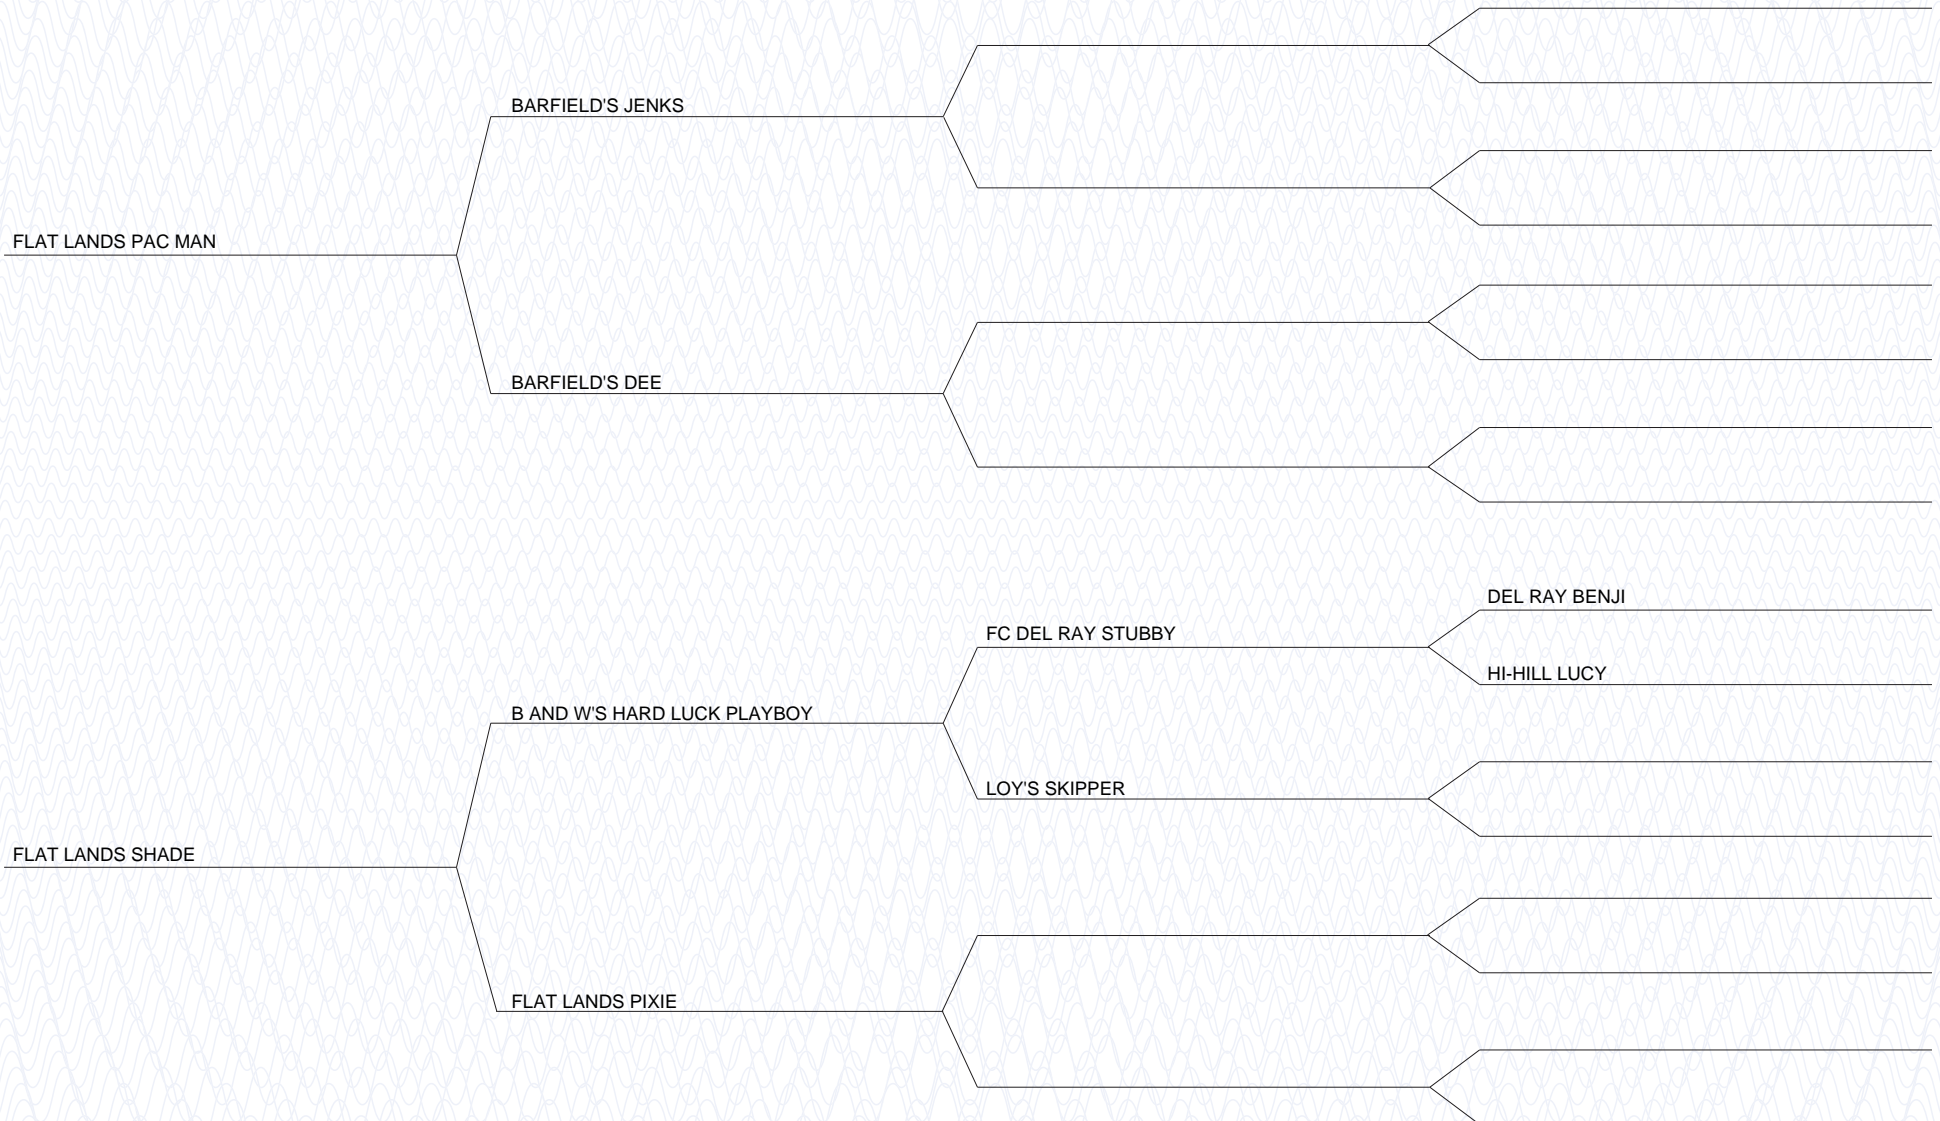 BARFIELD'S JENKS
FLAT LANDS PAC MAN
BARFIELD'S DEE
DEL RAY BENJI
FC DEL RAY STUBBY
HI-HILL LUCY
B AND W'S HARD LUCK PLAYBOY
LOY'S SKIPPER
FLAT LANDS SHADE
FLAT LANDS PIXIE